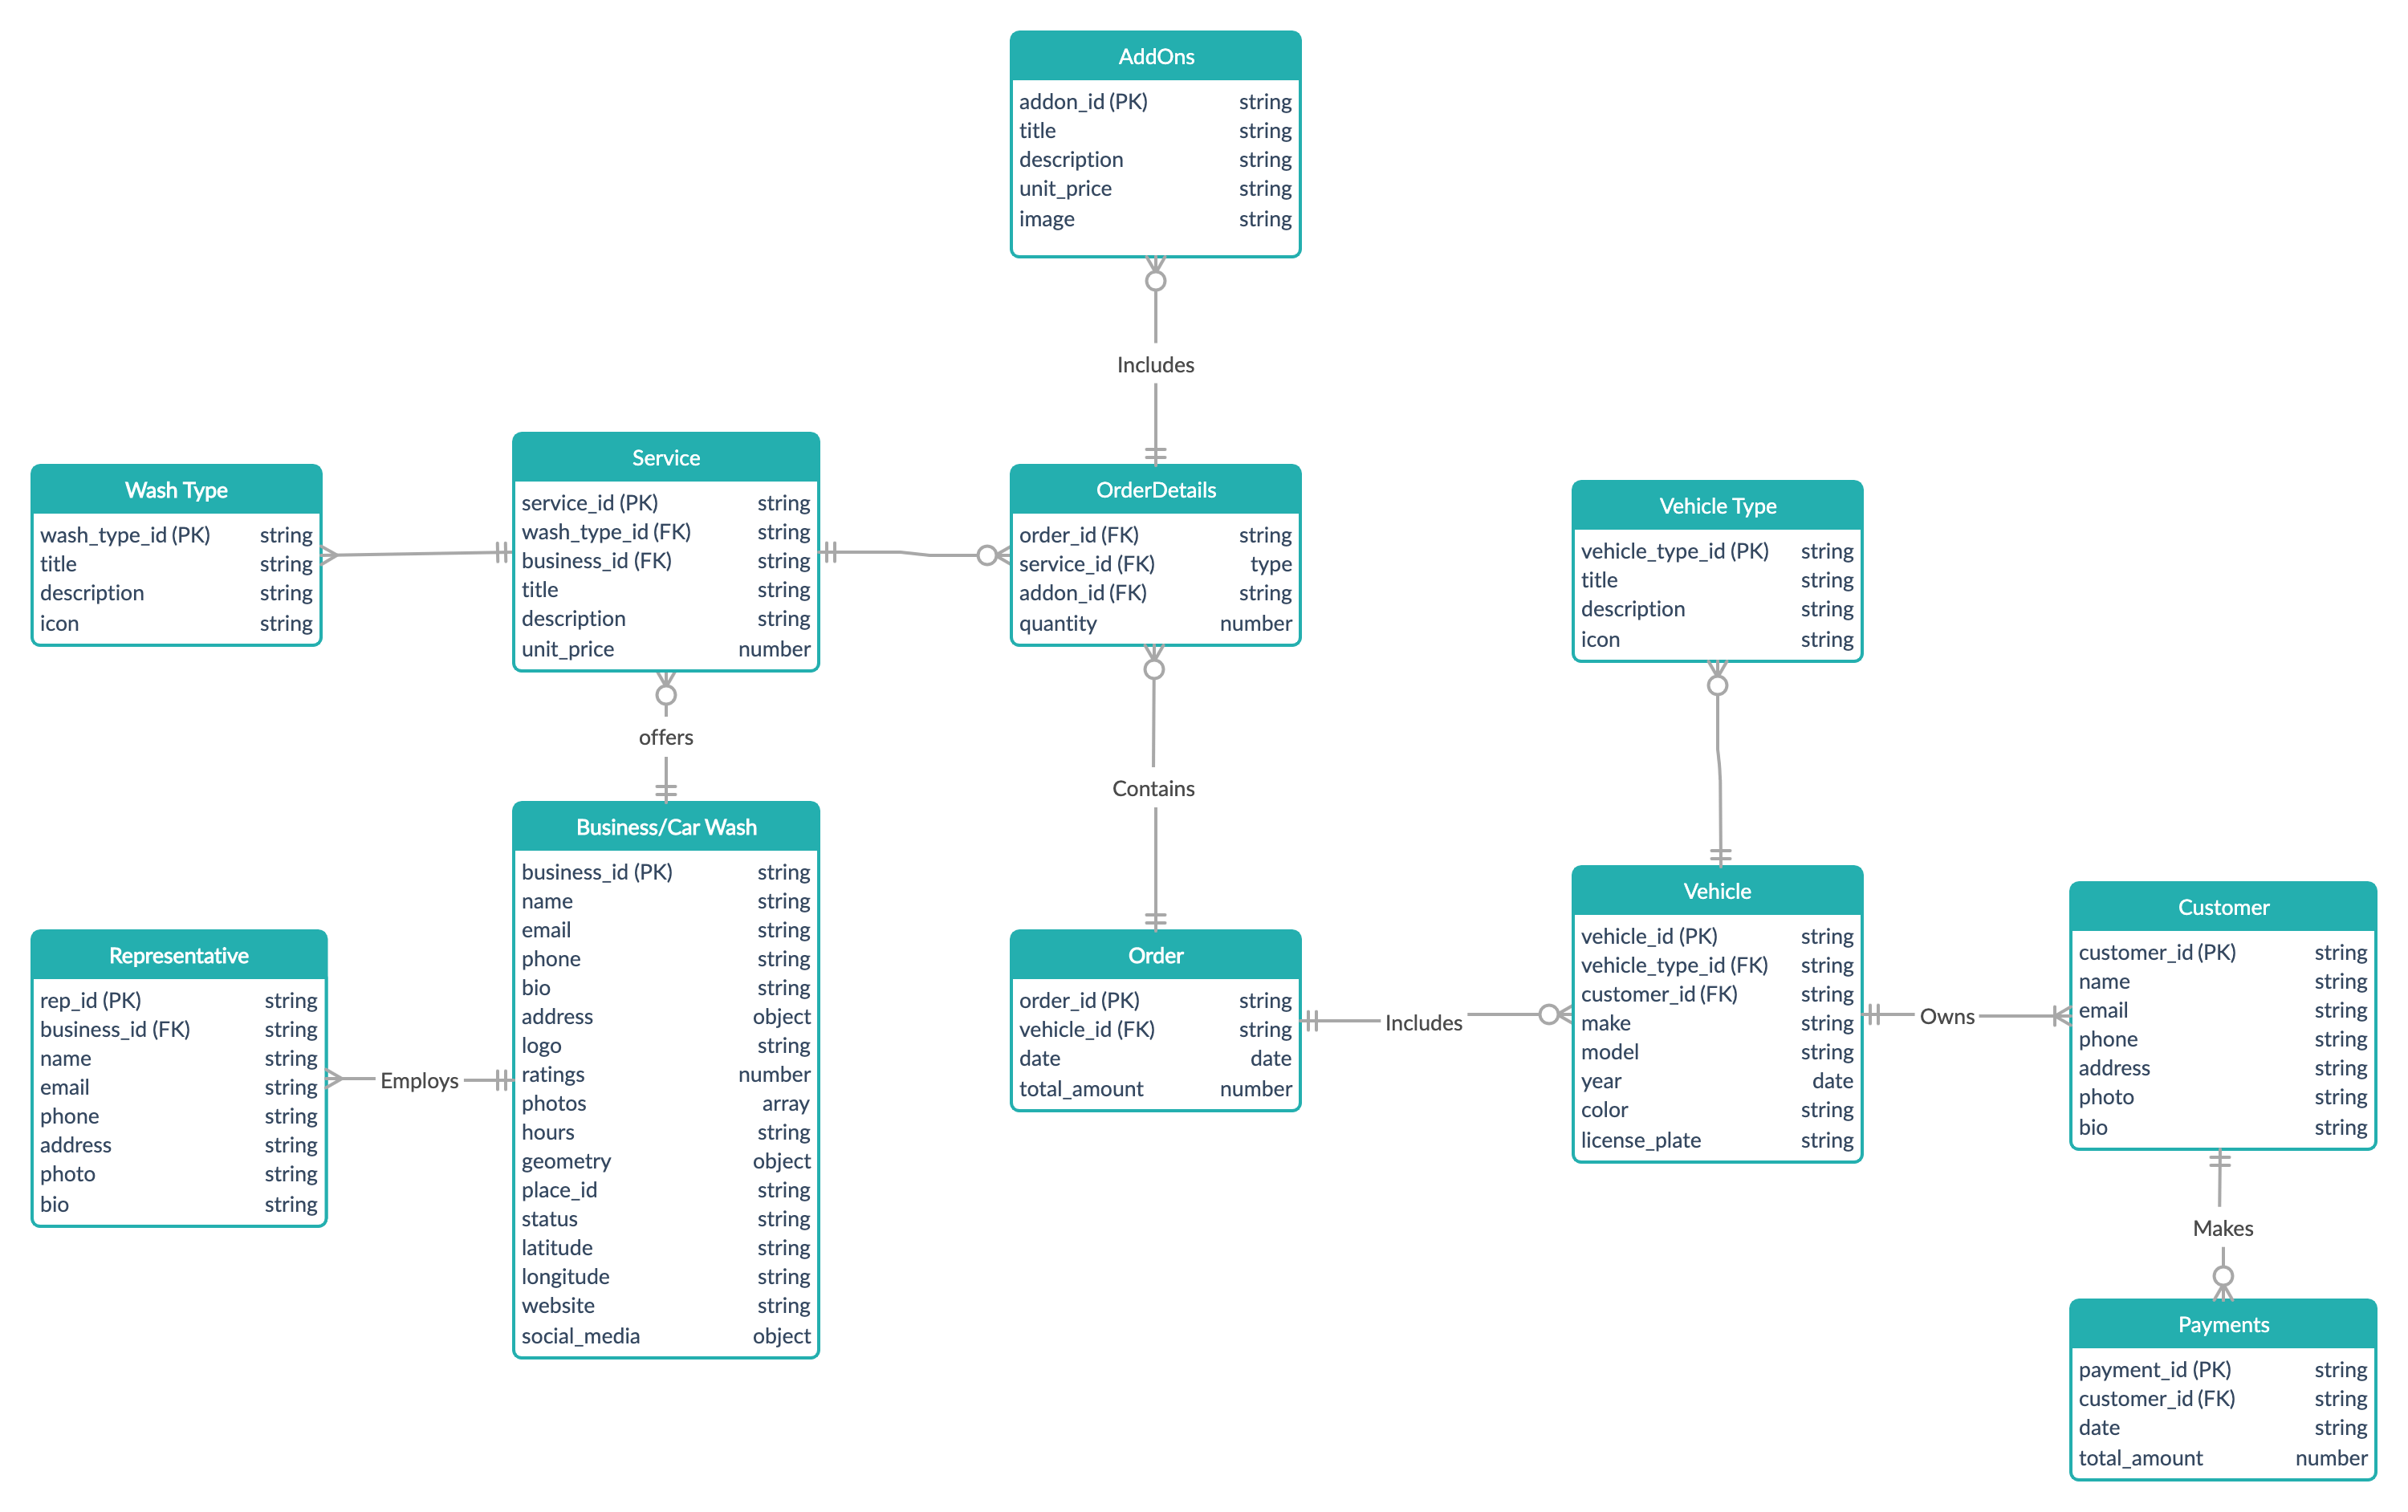 AddOns
addon_id (PK) string
title string
description string
unit_price string
image string
Includes
Wash Type
wash_type_id (PK) string
title string
description string
icon string
Service
service_id (PK) string
wash_type_id (FK) string
business_id (FK) string
title string
description string
unit_price number
OrderDetails
order_id (FK) string
service_id (FK) type
addon_id (FK) string
quantity number
Vehicle Type
vehicle_type_id (PK) string
title string
description string
icon string
offers
Contains
Representative
rep_id (PK) string
business_id (FK) string
name string
email string
phone string
address string
photo string
bio string
Employs
Business/Car Wash
business_id (PK) string
name string
email string
phone string
bio string
address object
logo string
ratings number
photos array
hours string
geometry object
place_id string
status string
latitude string
longitude string
website string
social_media object
Order
order_id (PK) string
vehicle_id (FK) string
date date
total_amount number
Includes
Vehicle
vehicle_id (PK) string
vehicle_type_id (FK) string
customer_id (FK) string
make string
model string
year date
color string
license_plate string
Owns
Customer
customer_id (PK) string
name string
email string
phone string
address string
photo string
bio string
Makes
Payments
payment_id (PK) string
customer_id (FK) string
date string
total_amount number